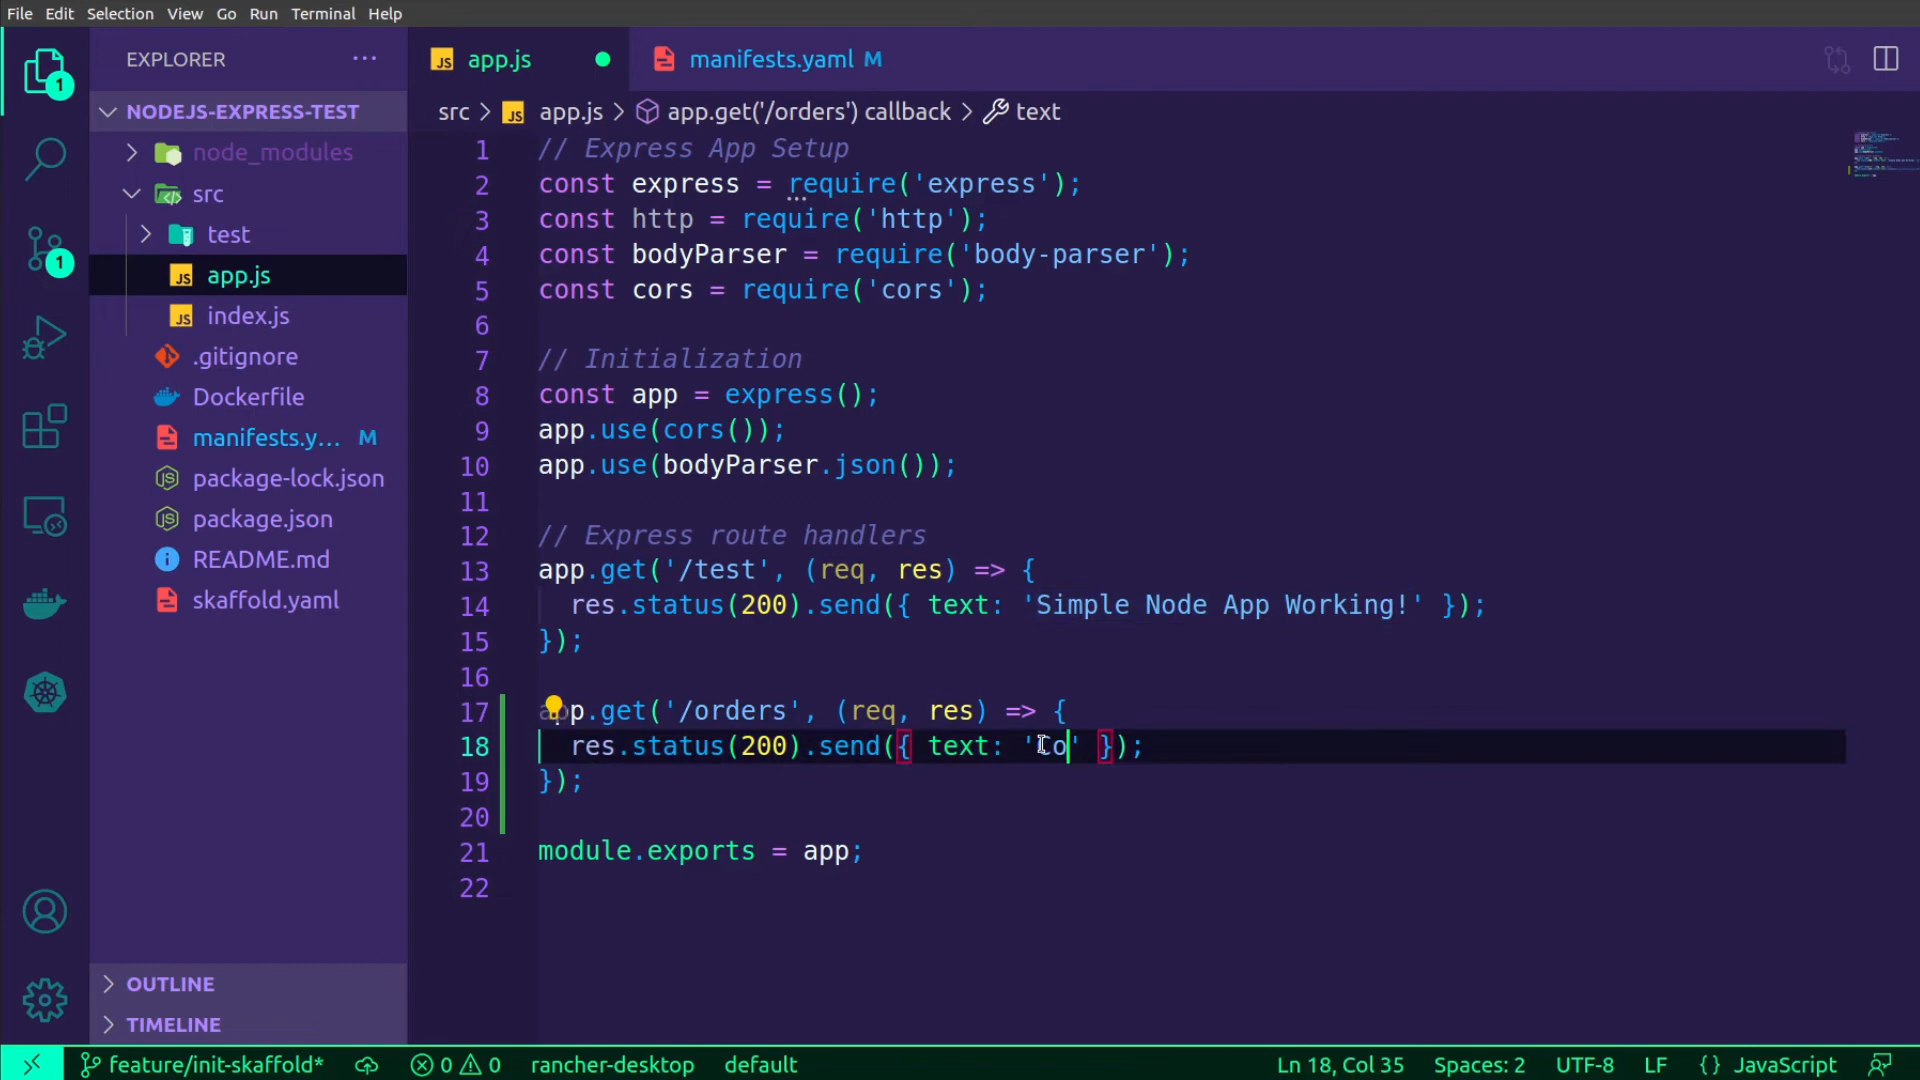 File Edit Selection View Go Run Terminal Help
EXPLORER ···
NODEJS-EXPRESS-TEST
node_modules
src
test
JS app.js
JS index.js
.gitignore
Dockerfile
manifests.y... M
package-lock.json
package.json
README.md
skaffold.yaml
OUTLINE
TIMELINE
1
1
JS app.js
manifests.yaml M
src > JS app.js > app.get('/orders') callback > text
1 // Express App Setup
2 const express = require('express');
3 const http = require('http');
4 const bodyParser = require('body-parser');
5 const cors = require('cors');
6
7 // Initialization
8 const app = express();
9 app.use(cors());
10 app.use(bodyParser.json());
11
12 // Express route handlers
13 app.get('/test', (req, res) => {
14 res.status(200).send({ text: 'Simple Node App Working!' });
15 });
16
17 app.get('/orders', (req, res) => {
18 res.status(200).send({ text: 'Co' });
19 });
20
21 module.exports = app;
22
feature/init-skaffold* 0 0 rancher-desktop default Ln 18, Col 35 Spaces: 2 UTF-8 LF {} JavaScript